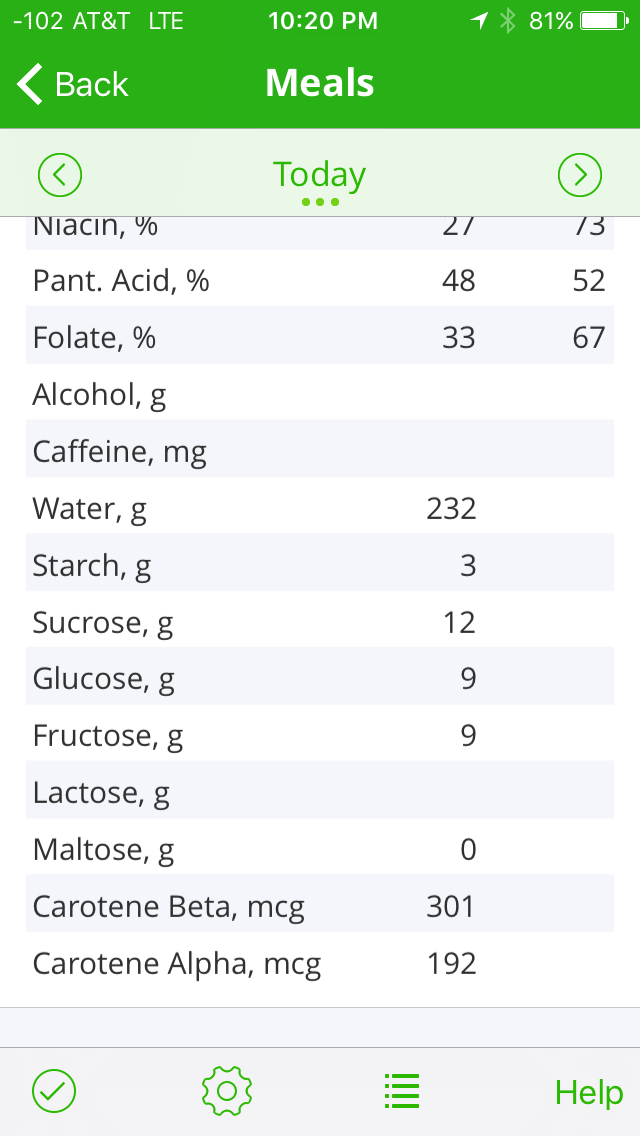 -102 AT&T LTE 10:20 PM 81%
Back Meals
Today
Niacin, % 27 73
Pant. Acid, % 48 52
Folate, % 33 67
Alcohol, g
Caffeine, mg
Water, g 232
Starch, g 3
Sucrose, g 12
Glucose, g 9
Fructose, g 9
Lactose, g
Maltose, g 0
Carotene Beta, mcg 301
Carotene Alpha, mcg 192
Help